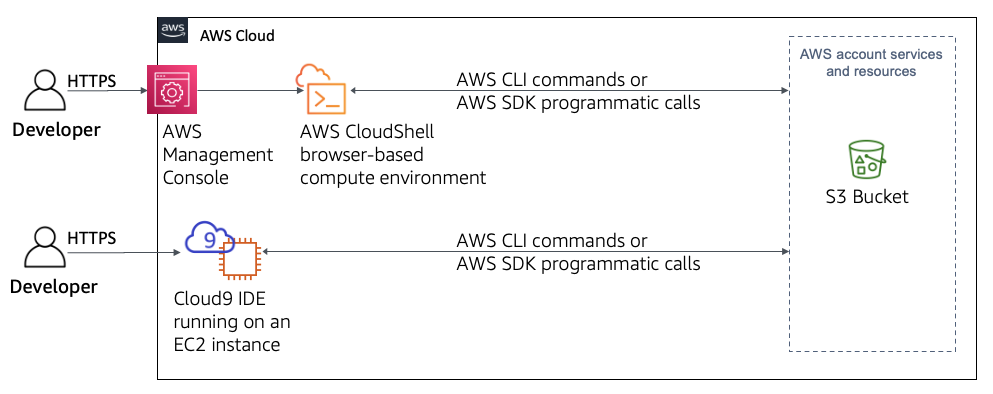 aws
AWS Cloud
AWS account services
and resources
HTTPS
Developer
AWS
Management
Console
AWS CloudShell
browser-based
compute environment
AWS CLI commands or
AWS SDK programmatic calls
S3 Bucket
HTTPS
Developer
9
Cloud9 IDE
running on an
EC2 instance
AWS CLI commands or
AWS SDK programmatic calls